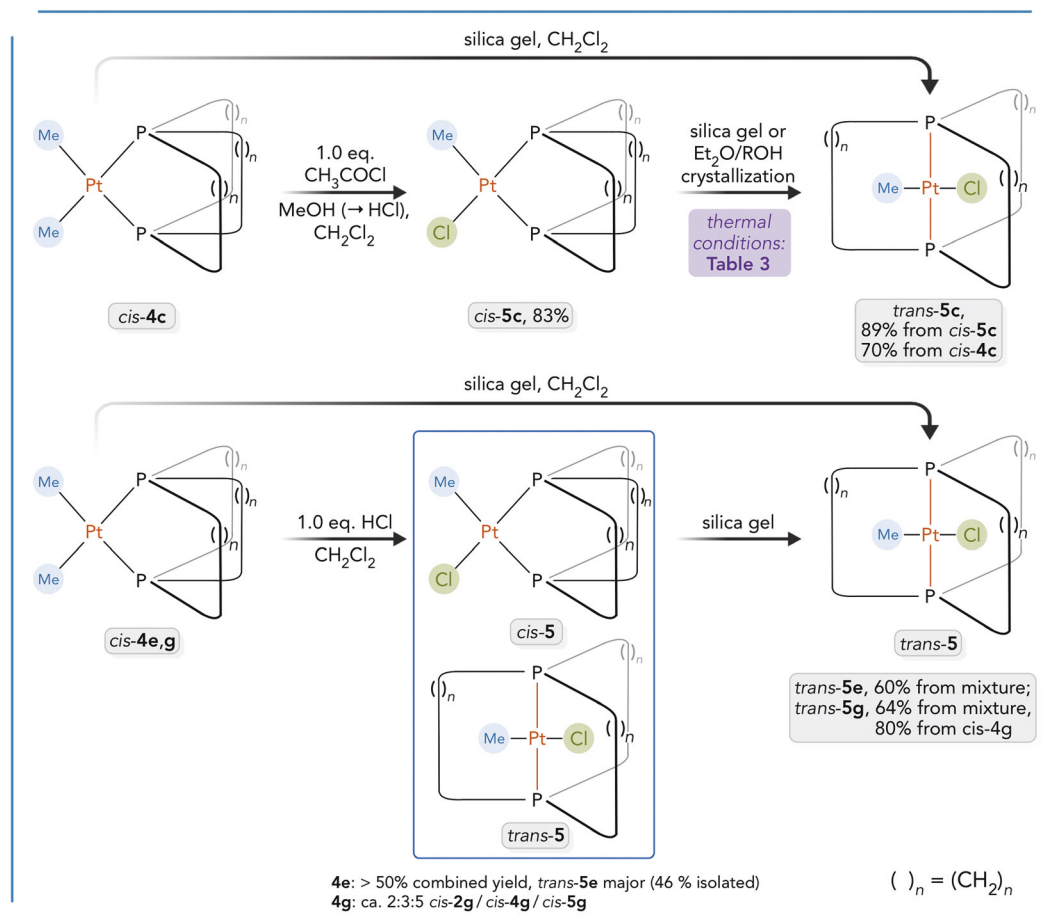 silica gel, CH2Cl2
Me
Me
Pt
P
P
( )n
( )n
( )n
1.0 eq.
CH3COCl
MeOH (→ HCl),
CH2Cl2
Me
Cl
Pt
P
P
( )n
( )n
( )n
silica gel or
Et2O/ROH
crystallization
thermal
conditions:
Table 3
( )n
P
Me Pt Cl
P
( )n
( )n
cis-4c
cis-5c, 83%
trans-5c,
89% from cis-5c
70% from cis-4c
silica gel, CH2Cl2
Me
Me
Pt
P
P
( )n
( )n
( )n
1.0 eq. HCl
CH2Cl2
Me
Cl
Pt
P
P
( )n
( )n
( )n
cis-5
( )n
P
Me Pt Cl
P
( )n
( )n
trans-5
silica gel
( )n
P
Me Pt Cl
P
( )n
( )n
cis-4e,g
trans-5
trans-5e, 60% from mixture;
trans-5g, 64% from mixture,
80% from cis-4g
4e: > 50% combined yield, trans-5e major (46 % isolated)
4g: ca. 2:3:5 cis-2g / cis-4g / cis-5g
( )n = (CH2)n